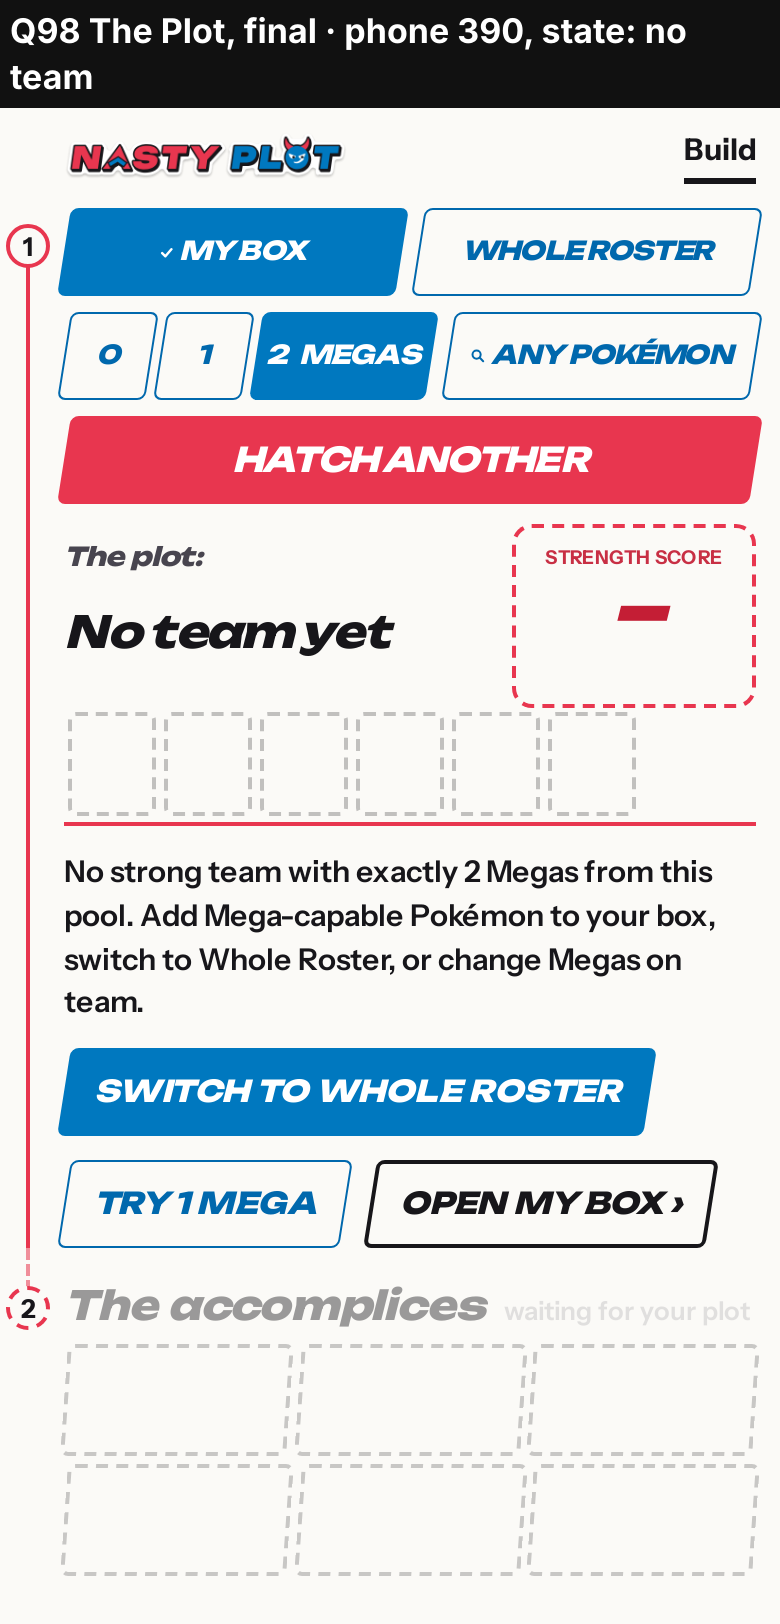 Q98 The Plot, final · phone 390, state: no
team
NASTY PLOT
Build
1
✓ MY BOX
WHOLE ROSTER
0
1
2 MEGAS
ANY POKÉMON
HATCH ANOTHER
The plot:
STRENGTH SCORE
–
No team yet
No strong team with exactly 2 Megas from this
pool. Add Mega-capable Pokémon to your box,
switch to Whole Roster, or change Megas on
team.
SWITCH TO WHOLE ROSTER
TRY 1 MEGA
OPEN MY BOX ›
2
The accomplices
waiting for your plot